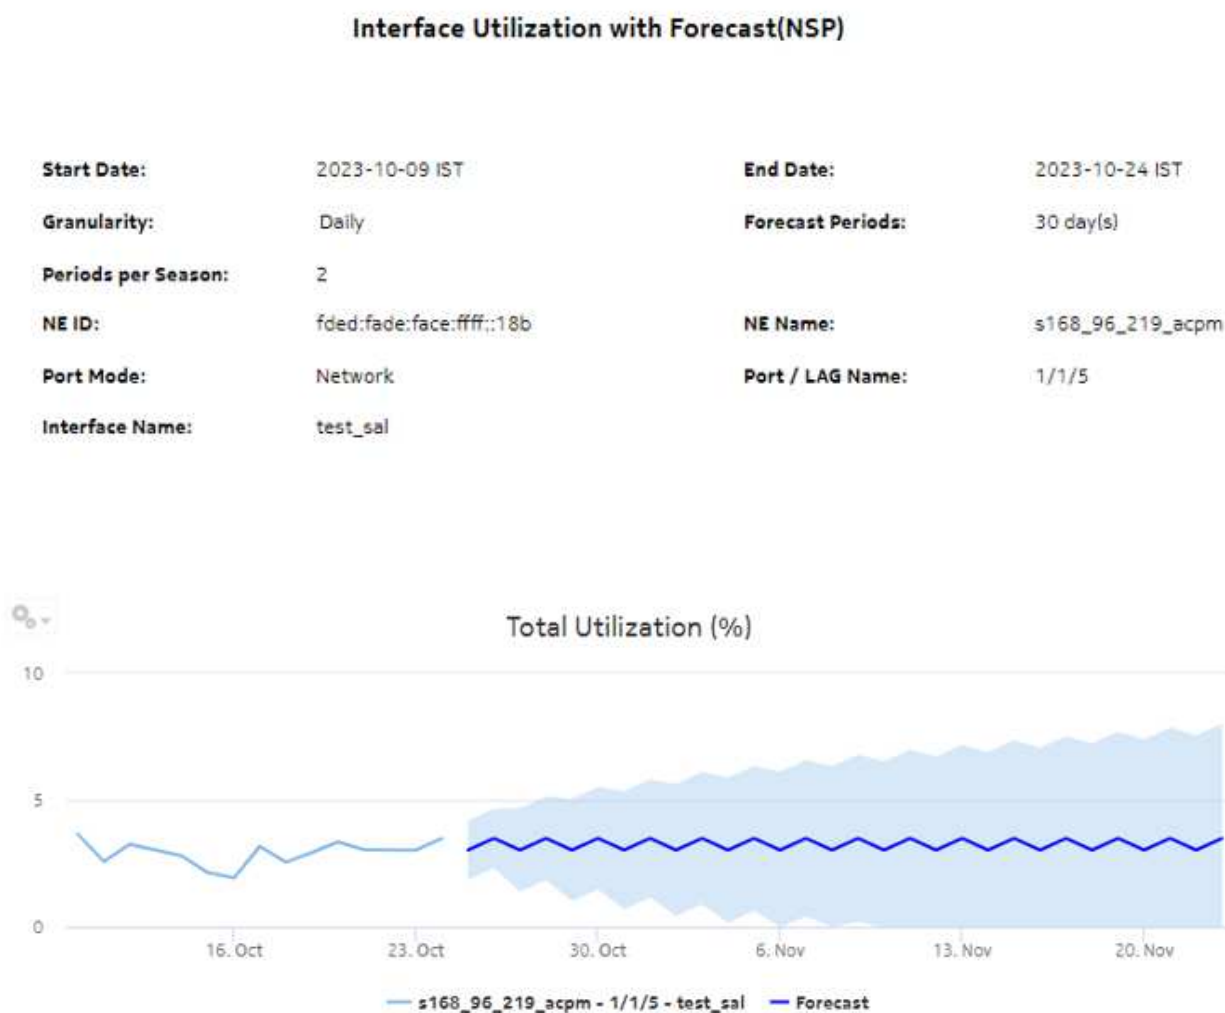 Interface Utilization with Forecast(NSP)
Start Date: 2023-10-09 IST End Date: 2023-10-24 IST
Granularity: Daily Forecast Periods: 30 day(s)
Periods per Season: 2
NE ID: fded:fade:face:ffff::18b NE Name: s168_96_219_acpm
Port Mode: Network Port / LAG Name: 1/1/5
Interface Name: test_sal
Total Utilization (%)
10
5
0
16. Oct 23. Oct 30. Oct 6. Nov 13. Nov 20. Nov
s168_96_219_acpm - 1/1/5 - test_sal Forecast